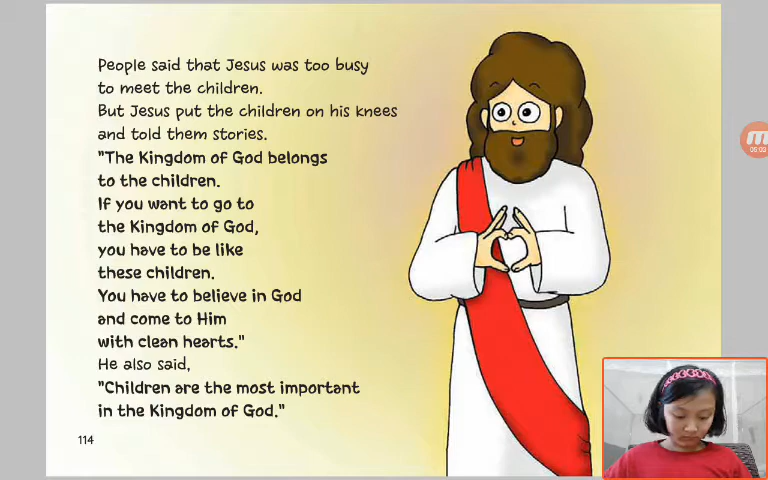 People said that Jesus was too busy
to meet the children.
But Jesus put the children on his knees
and told them stories.
"The Kingdom of God belongs
to the children.
If you want to go to
the Kingdom of God,
you have to be like
these children.
You have to believe in God
and come to Him
with clean hearts."
He also said,
"Children are the most important
in the Kingdom of God."
114